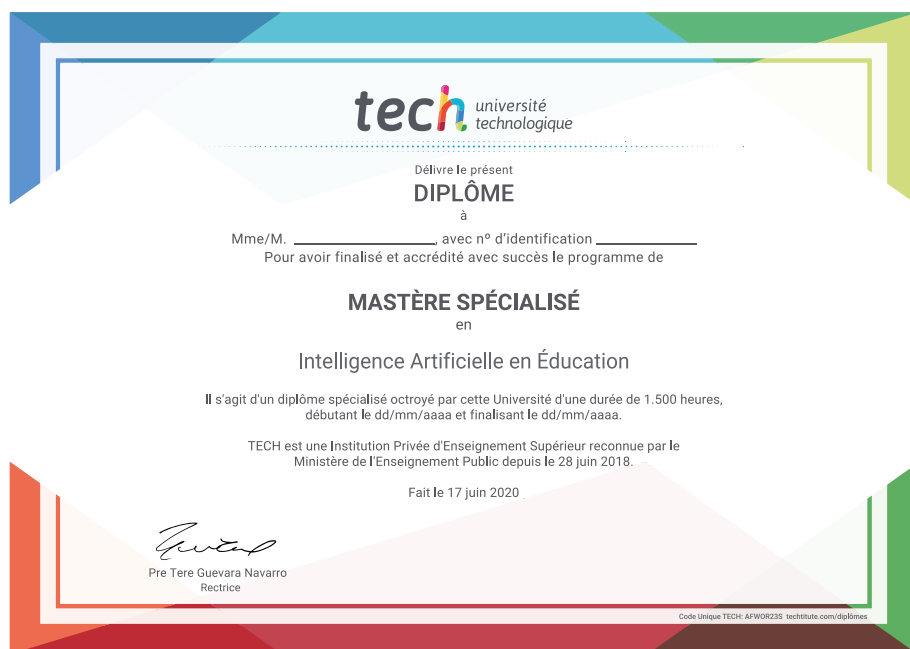 tech université
technologique
Délivre le présent
DIPLÔME
à
Mme/M. ____________________, avec nº d'identification ______________
Pour avoir finalisé et accrédité avec succès le programme de
MASTÈRE SPÉCIALISÉ
en
Intelligence Artificielle en Éducation
Il s'agit d'un diplôme spécialisé octroyé par cette Université d'une durée de 1.500 heures,
débutant le dd/mm/aaaa et finalisant le dd/mm/aaaa.
TECH est une Institution Privée d'Enseignement Supérieur reconnue par le
Ministère de l'Enseignement Public depuis le 28 juin 2018.
Fait le 17 juin 2020
Pre Tere Guevara Navarro
Rectrice
Code Unique TECH: AFWOR23S techtitute.com/diplômes